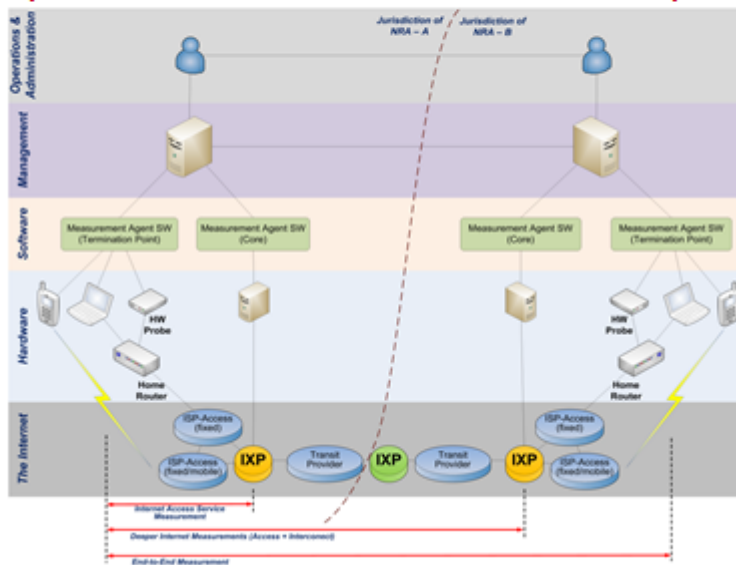 Operations &
Administration
Jurisdiction of
NRA – A
Jurisdiction of
NRA – B
Management
Software
Measurement Agent SW
(Termination Point)
Measurement Agent SW
(Core)
Measurement Agent SW
(Core)
Measurement Agent SW
(Termination Point)
Hardware
HW
Probe
Home
Router
HW
Probe
Home
Router
The Internet
ISP-Access
(fixed)
ISP-Access
(fixed/mobile)
IXP
Transit
Provider
IXP
Transit
Provider
IXP
ISP-Access
(fixed)
ISP-Access
(fixed/mobile)
Internet Access Service
Measurement
Deeper Internet Measurements (Access + Interconect)
End-to-End Measurement